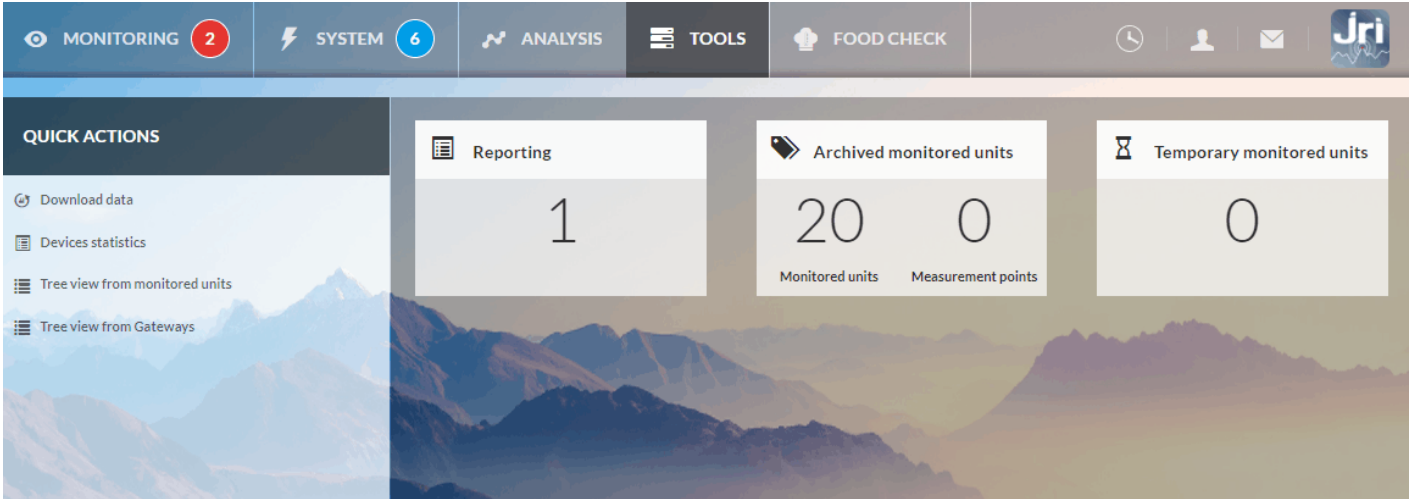 MONITORING 2 SYSTEM 6 ANALYSIS TOOLS FOOD CHECK jri
QUICK ACTIONS
Download data
Devices statistics
Tree view from monitored units
Tree view from Gateways
Reporting
1
Archived monitored units
20 0
Monitored units Measurement points
Temporary monitored units
0